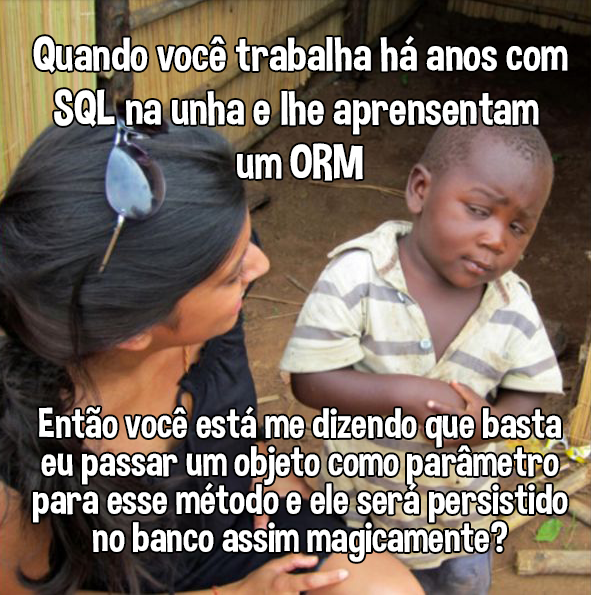 Quando você trabalha há anos com
SQL na unha e lhe aprensentam
um ORM
Então você está me dizendo que basta
eu passar um objeto como parâmetro
para esse método e ele será persistido
no banco assim magicamente?